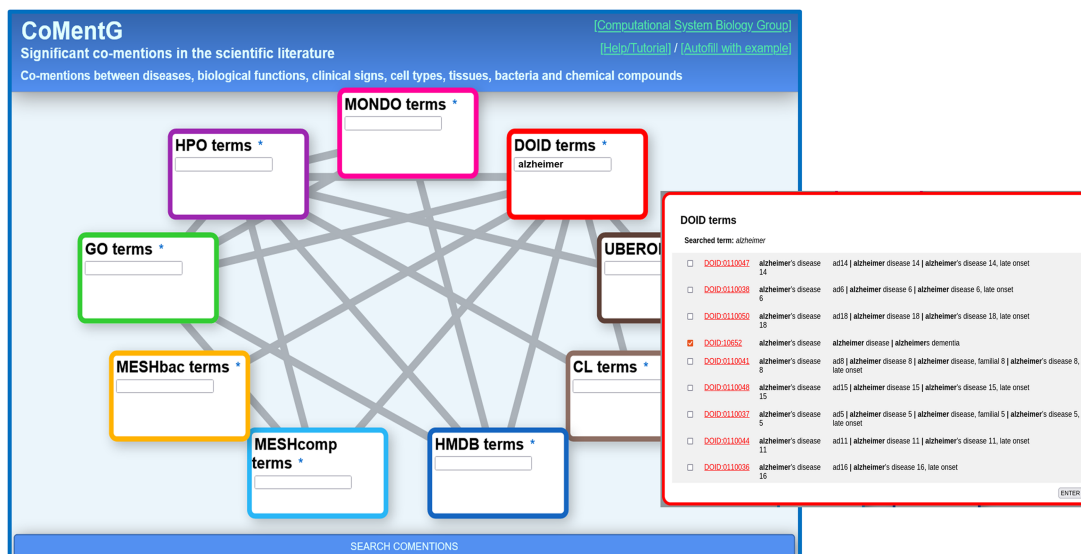 CoMentG
[Computational System Biology Group]
Significant co-mentions in the scientific literature
[Help/Tutorial] / [Autofill with example]
Co-mentions between diseases, biological functions, clinical signs, cell types, tissues, bacteria and chemical compounds
MONDO terms *
HPO terms *
DOID terms *
alzheimer
GO terms *
UBERO
MESHbac terms *
CL terms *
MESHcomp
terms *
HMDB terms *
SEARCH COMENTIONS
DOID terms
Searched term: alzheimer
DOID:0110047 alzheimer's disease 14 ad14 | alzheimer disease 14 | alzheimer's disease 14, late onset
DOID:0110038 alzheimer's disease 6 ad6 | alzheimer disease 6 | alzheimer disease 6, late onset
DOID:0110050 alzheimer's disease 18 ad18 | alzheimer disease 18 | alzheimer's disease 18, late onset
DOID:10652 alzheimer's disease alzheimer disease | alzheimers dementia
DOID:0110041 alzheimer's disease 8 ad8 | alzheimer disease 8 | alzheimer disease, familial 8 | alzheimer's disease 8, late onset
DOID:0110048 alzheimer's disease 15 ad15 | alzheimer disease 15 | alzheimer's disease 15, late onset
DOID:0110037 alzheimer's disease 5 ad5 | alzheimer disease 5 | alzheimer disease, familial 5 | alzheimer's disease 5, late onset
DOID:0110044 alzheimer's disease 11 ad11 | alzheimer disease 11 | alzheimer's disease 11, late onset
DOID:0110036 alzheimer's disease 16 ad16 | alzheimer's disease 16, late onset
ENTER